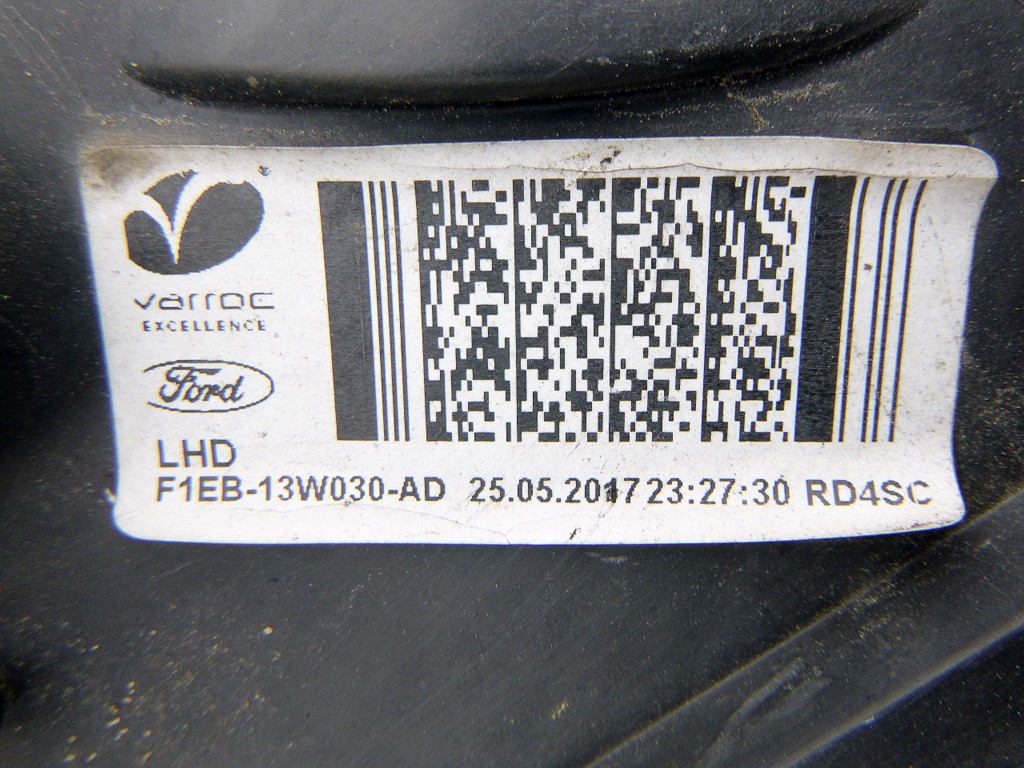 varroc
EXCELLENCE
Ford
LHD
F1EB-13W030-AD 25.05.2017 23:27:30 RD4SC